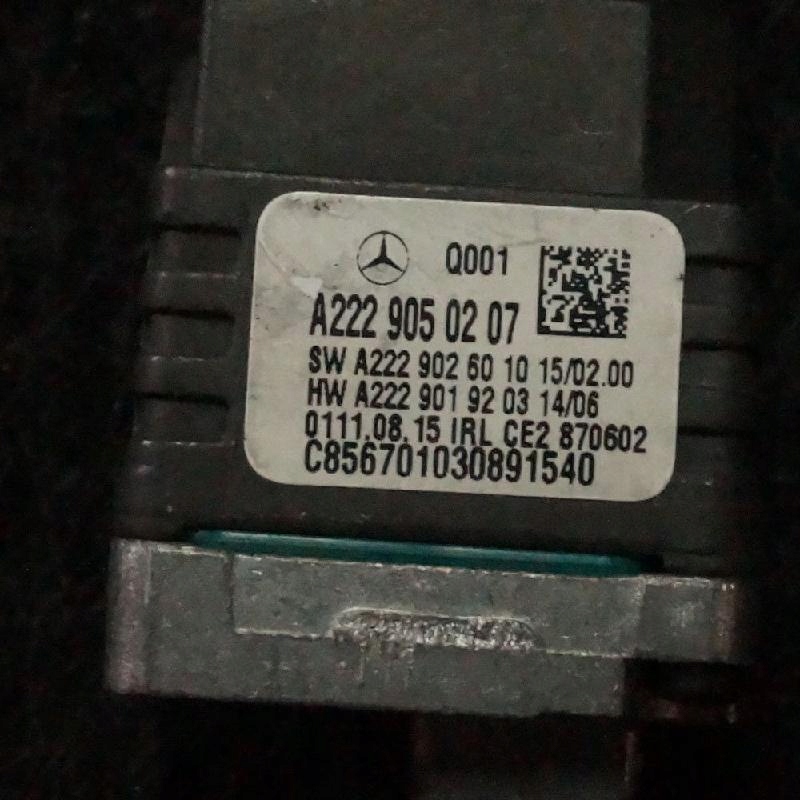 Q001
A222 905 02 07
SW A222 902 60 10 15/02.00
HW A222 901 92 03 14/06
0111.08.15 IRL CE2 870602
C856701030891540